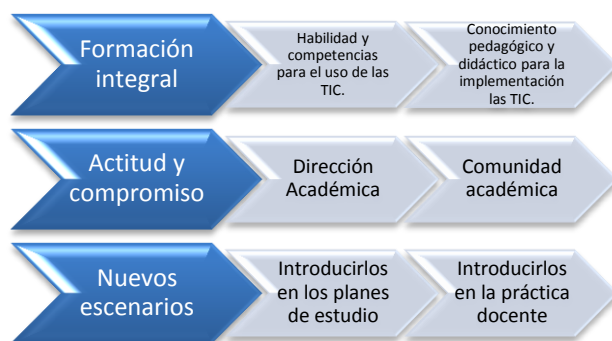 Formación
integral
Habilidad y
competencias
para el uso de las
TIC.
Conocimiento
pedagógico y
didáctico para la
implementación
las TIC.
Actitud y
compromiso
Dirección
Académica
Comunidad
académica
Nuevos
escenarios
Introducirlos
en los planes
de estudio
Introducirlos
en la práctica
docente